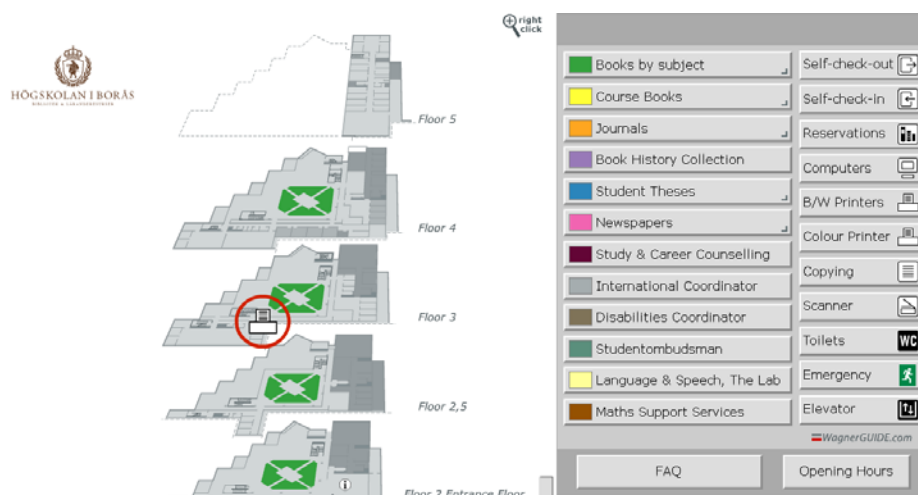 right
click
HÖGSKOLAN I BORÅS
Floor 5
Floor 4
Floor 3
Floor 2,5
Floor 2 Entrance Floor
Books by subject
Course Books
Journals
Book History Collection
Student Theses
Newspapers
Study & Career Counselling
International Coordinator
Disabilities Coordinator
Studentombudsman
Language & Speech, The Lab
Maths Support Services
Self-check-out
Self-check-In
Reservations
Computers
B/W Printers
Colour Printer
Copying
Scanner
Toilets WC
Emergency
Elevator
WagnerGUIDE.com
FAQ
Opening Hours